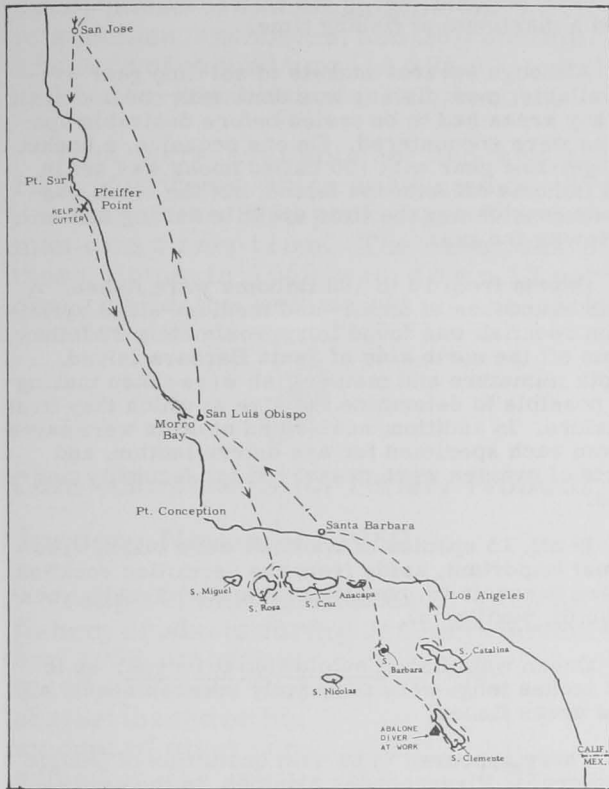 San Jose
Pt. Sur
Pfeiffer
Point
KELP
CUTTER
San Luis Obispo
Morro
Bay
Pt. Conception
Santa Barbara
Los Angeles
S. Miguel
S. Rosa
S. Cruz
Anacapa
S.
Barbara
S. Catalina
S. Nicolas
ABALONE
DIVER
AT WORK
S. Clemente
CALIF.
MEX.